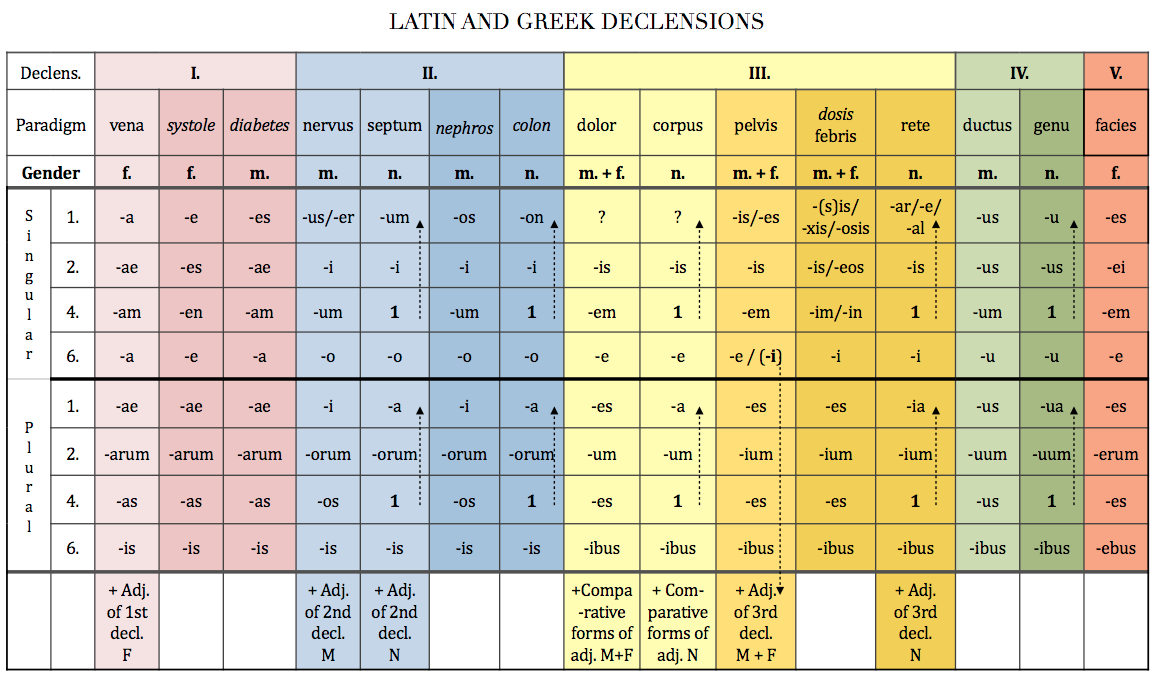 LATIN AND GREEK DECLENSIONS
Declens. I. II. III. IV. V.
Paradigm vena systole diabetes nervus septum nephros colon dolor corpus pelvis dosis febris rete ductus genu facies
Gender f. f. m. m. n. m. n. m. + f. n. m. + f. m. + f. n. m. n. f.
Singular
1. -a -e -es -us/-er -um -os -on ? ? -is/-es -(s)is/ -xis/-osis -ar/-e/ -al -us -u -es
2. -ae -es -ae -i -i -i -i -is -is -is -is/-eos -is -us -us -ei
4. -am -en -am -um 1 -um 1 -em 1 -em -im/-in 1 -um 1 -em
6. -a -e -a -o -o -o -o -e -e -e / (-i) -i -i -u -u -e
Plural
1. -ae -ae -ae -i -a -i -a -es -a -es -es -ia -us -ua -es
2. -arum -arum -arum -orum -orum -orum -orum -um -um -ium -ium -ium -uum -uum -erum
4. -as -as -as -os 1 -os 1 -es 1 -es -es 1 -us 1 -es
6. -is -is -is -is -is -is -is -ibus -ibus -ibus -ibus -ibus -ibus -ibus -ebus
+ Adj.
of 1st
decl.
F
+ Adj.
of 2nd
decl.
M
+ Adj.
of 2nd
decl.
N
+Compa
-rative
forms of
adj. M+F
+ Com-
parative
forms of
adj. N
+ Adj.
of 3rd
decl.
M + F
+ Adj.
of 3rd
decl.
N